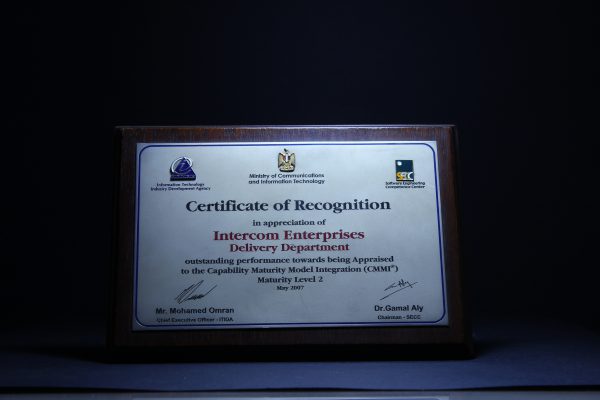 Information Technology
Industry Development Agency
Ministry of Communications
and Information Technology
SECC
Software Engineering
Competence Center
Certificate of Recognition
in appreciation of
Intercom Enterprises
Delivery Department
outstanding performance towards being Appraised
to the Capability Maturity Model Integration (CMMI®)
Maturity Level 2
May 2007
Mr. Mohamed Omran
Chief Executive Officer - ITIDA
Dr.Gamal Aly
Chairman - SECC